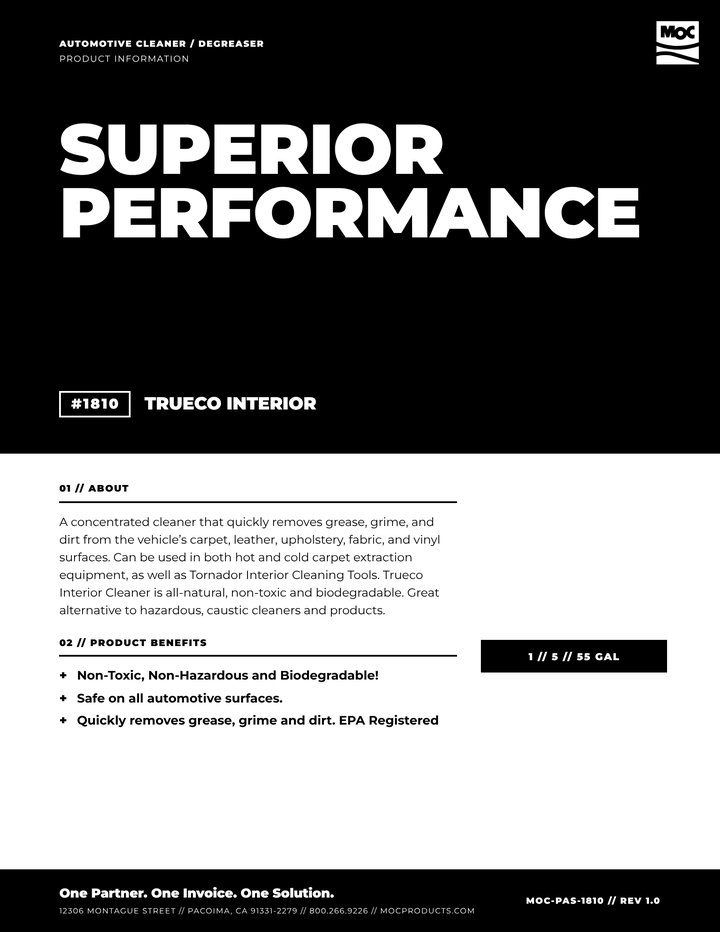 AUTOMOTIVE CLEANER / DEGREASER
PRODUCT INFORMATION
MOC
SUPERIOR
PERFORMANCE
#1810 TRUECO INTERIOR
01 // ABOUT
A concentrated cleaner that quickly removes grease, grime, and
dirt from the vehicle’s carpet, leather, upholstery, fabric, and vinyl
surfaces. Can be used in both hot and cold carpet extraction
equipment, as well as Tornador Interior Cleaning Tools. Trueco
Interior Cleaner is all-natural, non-toxic and biodegradable. Great
alternative to hazardous, caustic cleaners and products.
02 // PRODUCT BENEFITS
+ Non-Toxic, Non-Hazardous and Biodegradable!
+ Safe on all automotive surfaces.
+ Quickly removes grease, grime and dirt. EPA Registered
1 // 5 // 55 GAL
One Partner. One Invoice. One Solution.
12306 MONTAGUE STREET // PACOIMA, CA 91331-2279 // 800.266.9226 // MOCPRODUCTS.COM
MOC-PAS-1810 // REV 1.0